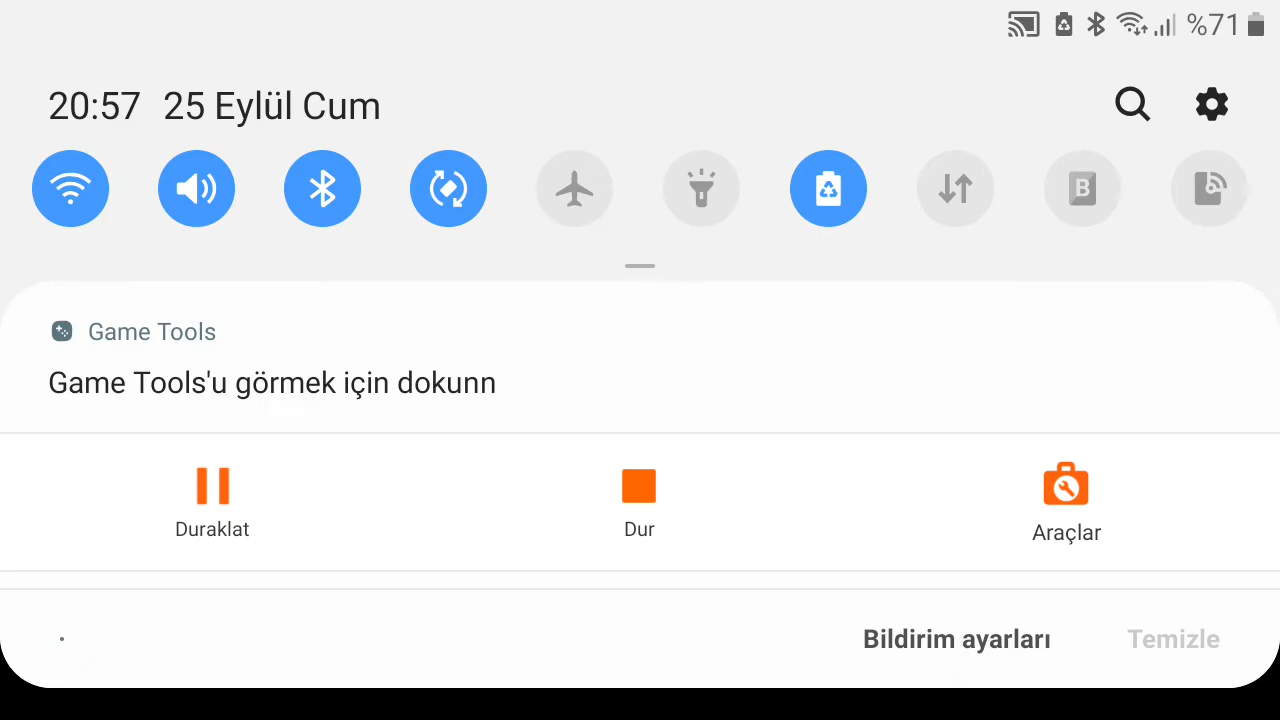 %71
20:57 25 Eylül Cum
B
Game Tools
Game Tools'u görmek için dokunn
Duraklat
Dur
Araçlar
Bildirim ayarları
Temizle